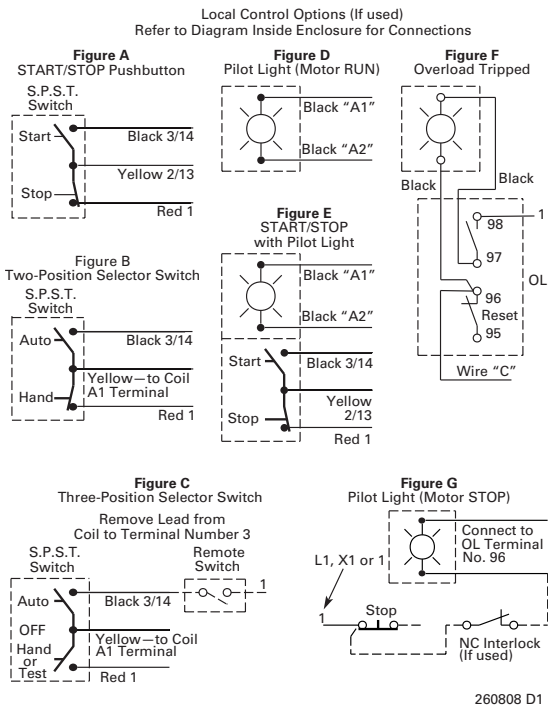 Local Control Options (If used)
Refer to Diagram Inside Enclosure for Connections
Figure A
START/STOP Pushbutton
S.P.S.T.
Switch
Start
Black 3/14
Yellow 2/13
Stop
Red 1
Figure B
Two-Position Selector Switch
S.P.S.T.
Switch
Auto
Black 3/14
Yellow—to Coil
A1 Terminal
Hand
Red 1
Figure D
Pilot Light (Motor RUN)
Black “A1”
Black “A2”
Figure E
START/STOP
with Pilot Light
Black “A1”
Black “A2”
Start
Black 3/14
Yellow
2/13
Stop
Red 1
Figure F
Overload Tripped
Black
Black
1
98
97
OL
96
Reset
95
Wire “C”
Figure C
Three-Position Selector Switch
Remove Lead from
Coil to Terminal Number 3
S.P.S.T.
Switch
Remote
Switch
Auto
Black 3/14
1
OFF
Yellow—to Coil
A1 Terminal
Hand
or
Test
Red 1
Figure G
Pilot Light (Motor STOP)
L1, X1 or 1
Connect to
OL Terminal
No. 96
1
Stop
NC Interlock
(If used)
260808 D1